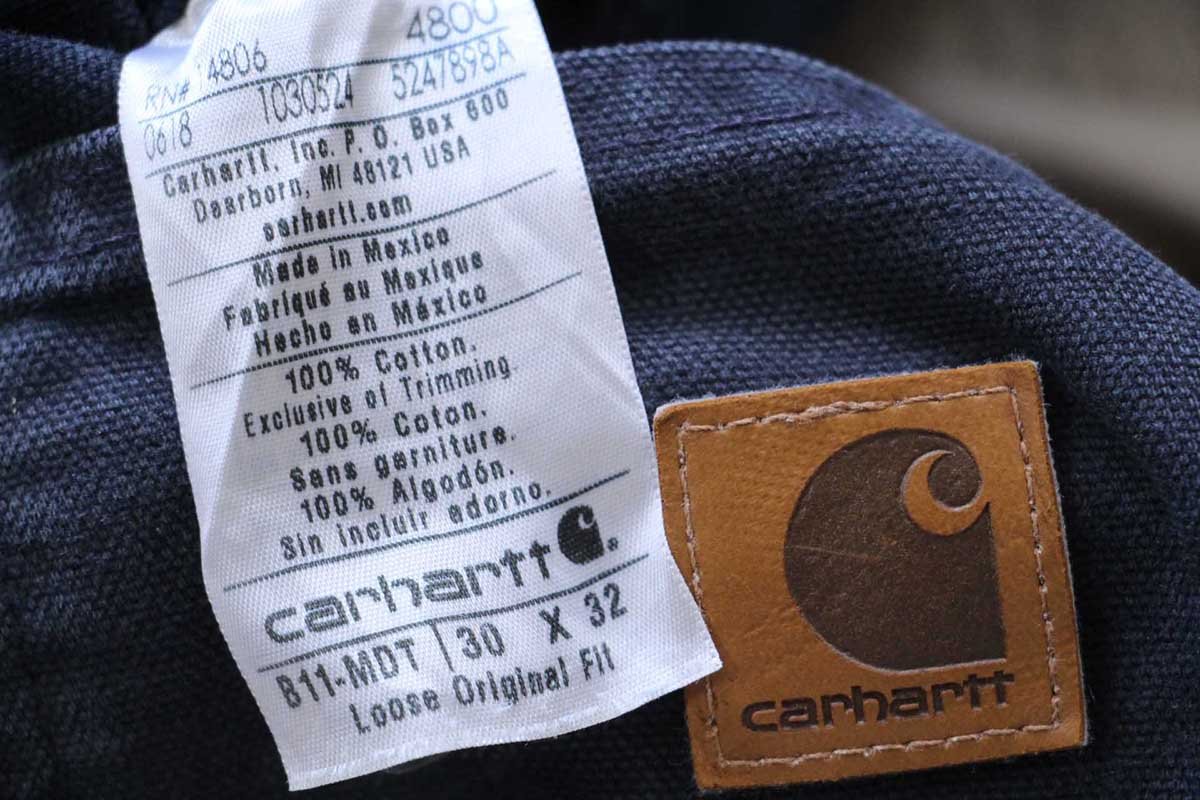 4800
RN# 14806
0618 1030524 5247898A
Carhartt, Inc. P. O. Box 600
Dearborn, MI 48121 USA
carhartt.com
Made in Mexico
Fabriqué au Mexique
Hecho en México
100% Cotton.
Exclusive of Trimming
100% Coton.
Sans garniture.
100% Algodón.
Sin incluir adorno.
carhartt
B11-MDT 30 X 32
Loose Original Fit
carhartt